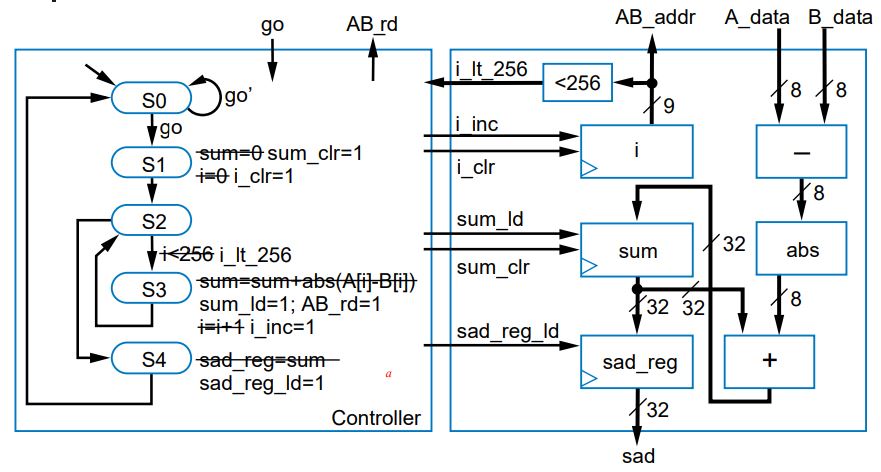 go
AB_rd
AB_addr
A_data
B_data
i_lt_256
<256
8
8
9
S0
go'
go
i_inc
i
–
S1
sum=0 sum_clr=1
i=0 i_clr=1
i_clr
8
S2
sum_ld
i<256 i_lt_256
sum
32
abs
sum_clr
S3
sum=sum+abs(A[i]-B[i])
sum_ld=1; AB_rd=1
i=i+1 i_inc=1
32
32
8
sad_reg_ld
S4
sad_reg=sum
sad_reg_ld=1
a
sad_reg
+
Controller
32
sad